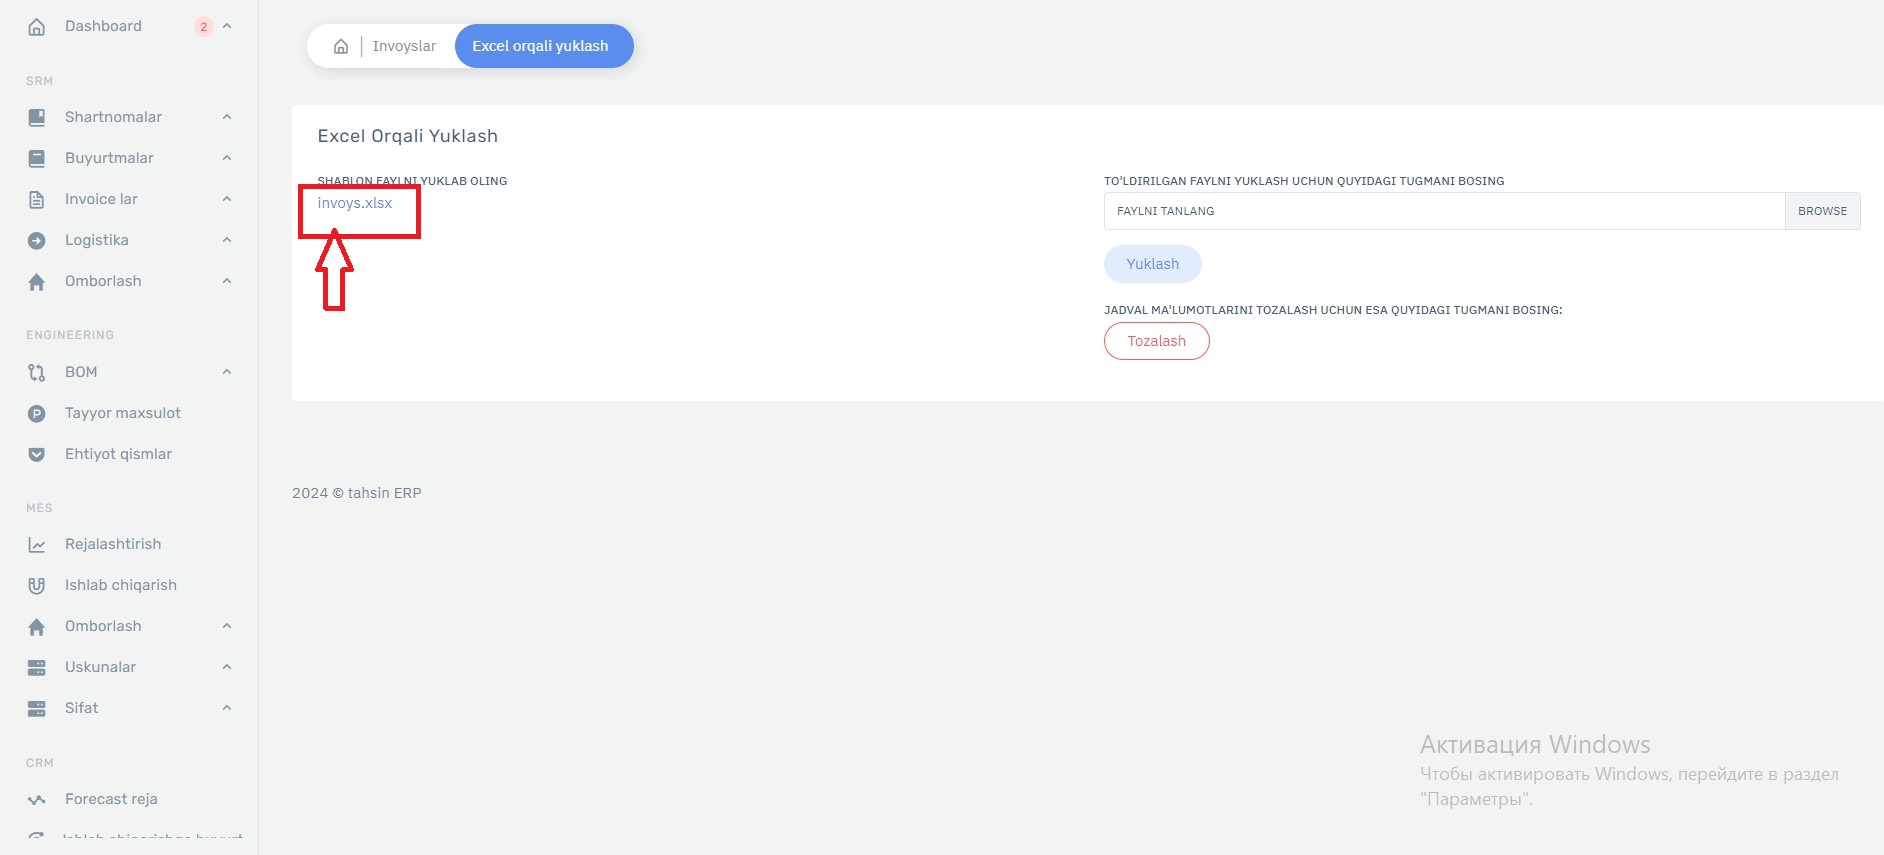 Dashboard 2
SRM
Shartnomalar
Buyurtmalar
Invoice lar
Logistika
Omborlash
ENGINEERING
BOM
Tayyor maxsulot
Ehtiyot qismlar
MES
Rejalashtirish
Ishlab chiqarish
Omborlash
Uskunalar
Sifat
CRM
Forecast reja
Invoyslar
Excel orqali yuklash
Excel Orqali Yuklash
SHABLON FAYLNI YUKLAB OLING
invoys.xlsx
TO'LDIRILGAN FAYLNI YUKLASH UCHUN QUYIDAGI TUGMANI BOSING
FAYLNI TANLANG
BROWSE
Yuklash
JADVAL MA'LUMOTLARINI TOZALASH UCHUN ESA QUYIDAGI TUGMANI BOSING:
Tozalash
2024 © tahsin ERP
Активация Windows
Чтобы активировать Windows, перейдите в раздел
"Параметры".